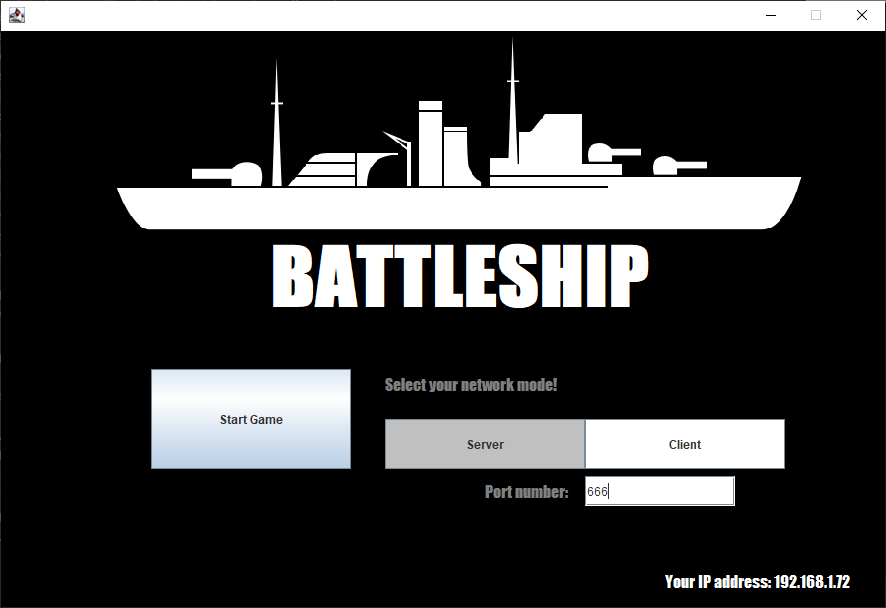 BATTLESHIP
Select your network mode!
Start Game
Server
Client
Port number:
666
Your IP address: 192.168.1.72